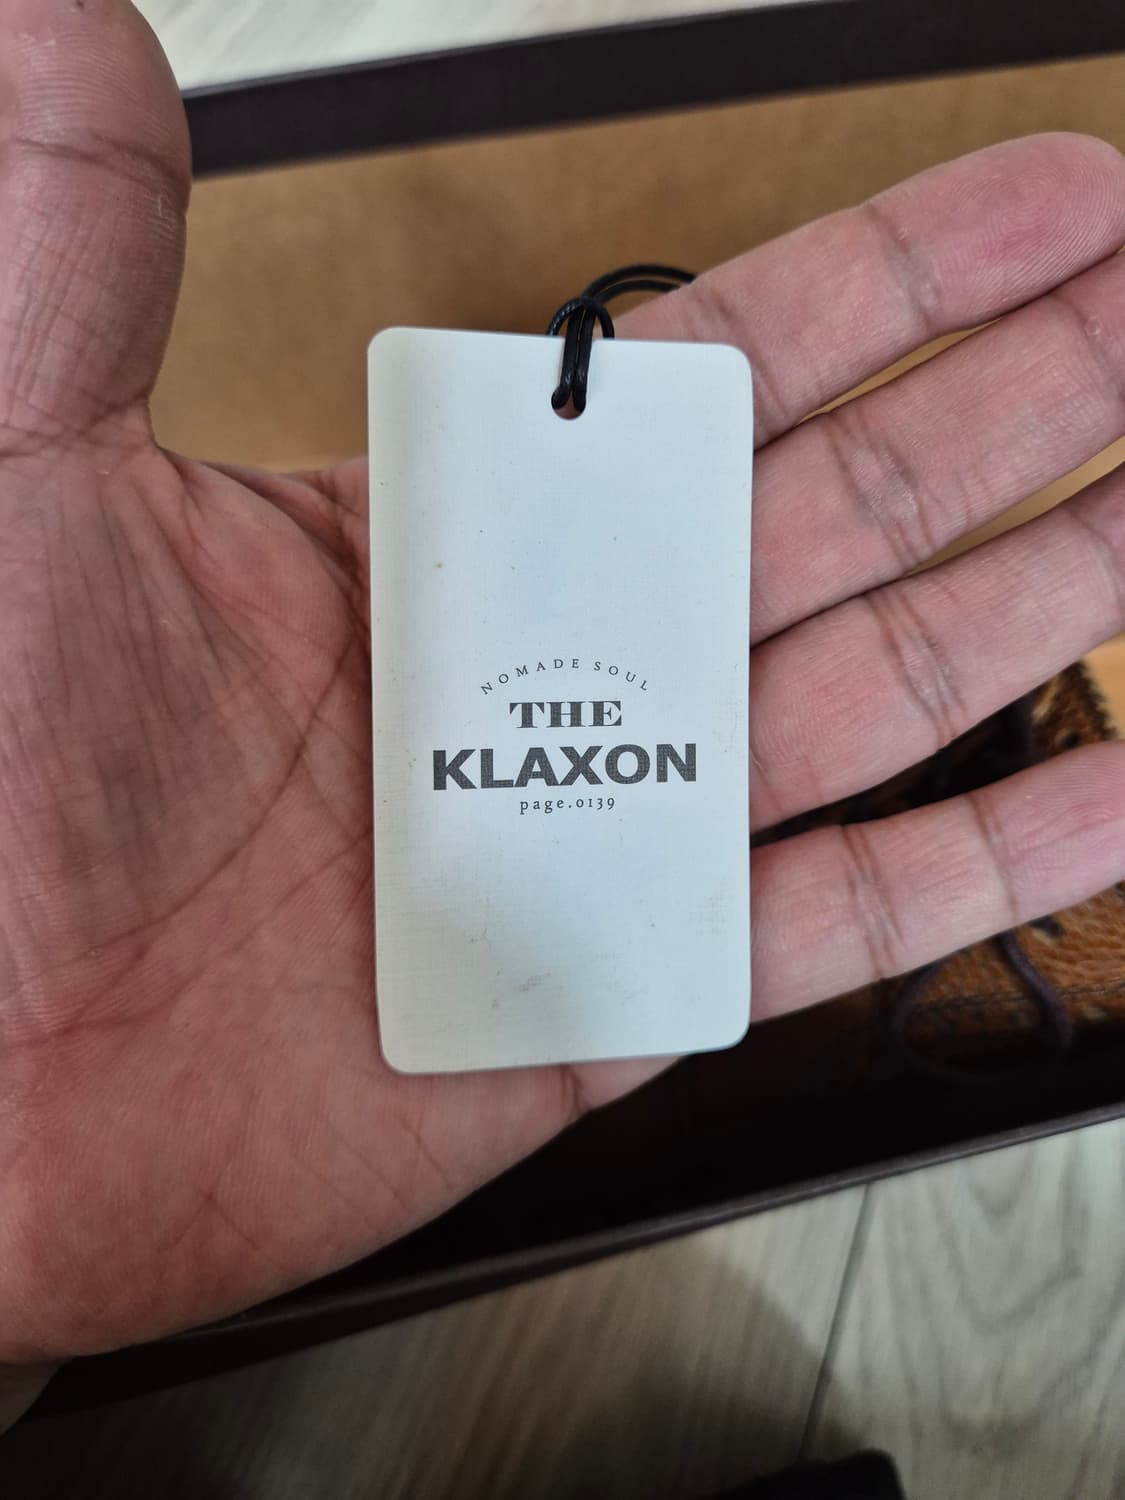 NOMADE SOUL
THE
KLAXON
page.0139